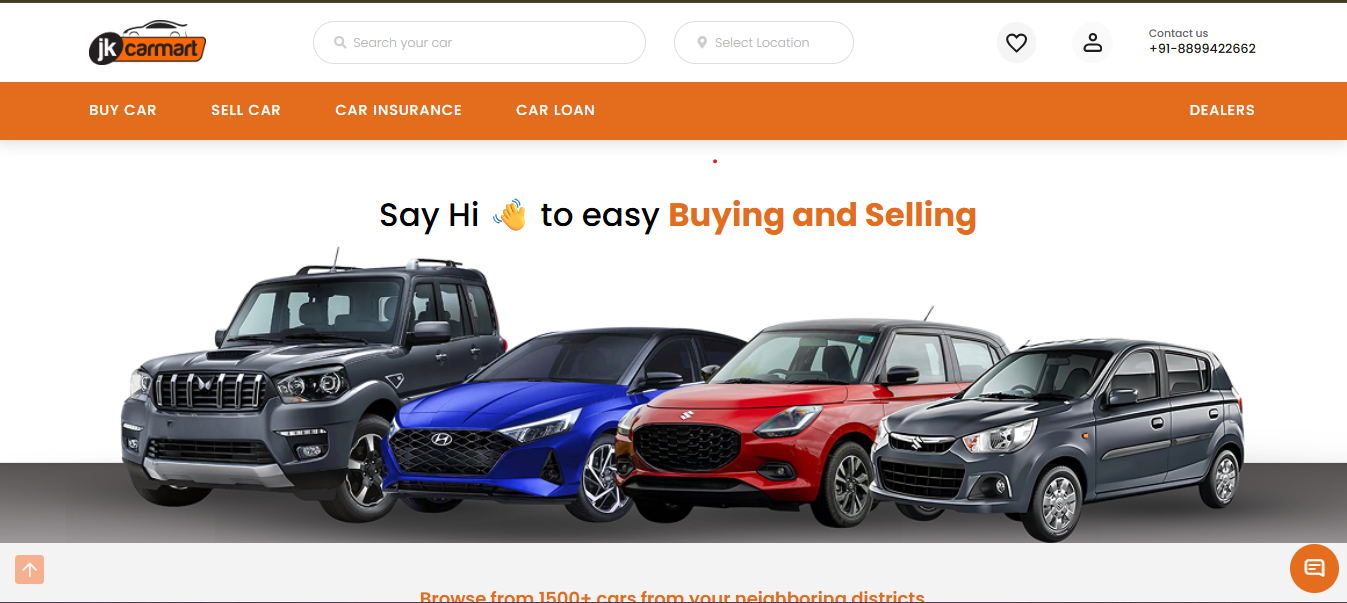 jk carmart
Search your car
Select Location
Contact us
+91-8899422662
BUY CAR
SELL CAR
CAR INSURANCE
CAR LOAN
DEALERS
Say Hi 👋 to easy Buying and Selling
Browse from 1500+ cars from your neighboring districts